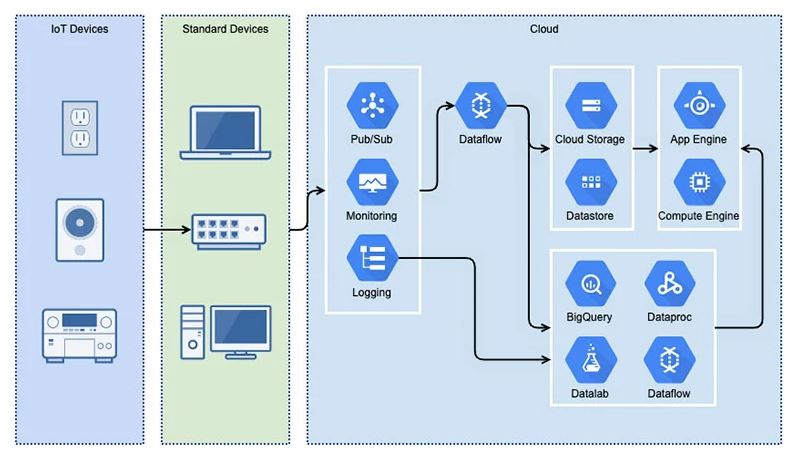 IoT Devices
Standard Devices
Cloud
Pub/Sub
Monitoring
Logging
Dataflow
Cloud Storage
Datastore
App Engine
Compute Engine
BigQuery
Dataproc
Datalab
Dataflow